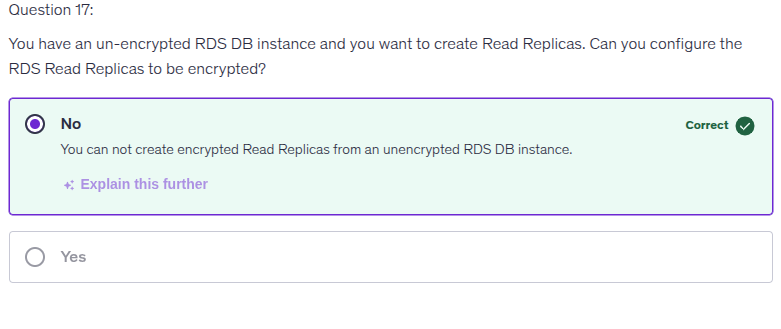 Question 17:
You have an un-encrypted RDS DB instance and you want to create Read Replicas. Can you configure the
RDS Read Replicas to be encrypted?
No
Correct
You can not create encrypted Read Replicas from an unencrypted RDS DB instance.
Explain this further
Yes